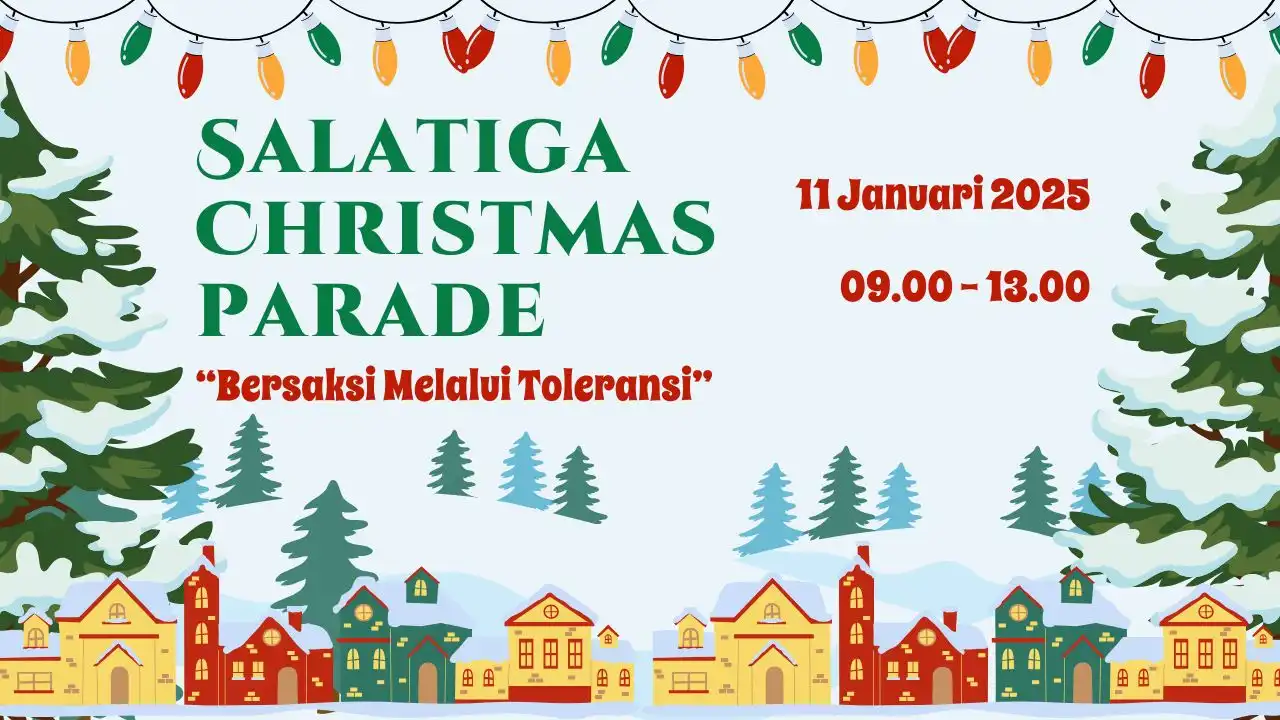 Salatiga
Christmas
Parade
“Bersaksi Melalui Toleransi”
11 Januari 2025
09.00 - 13.00